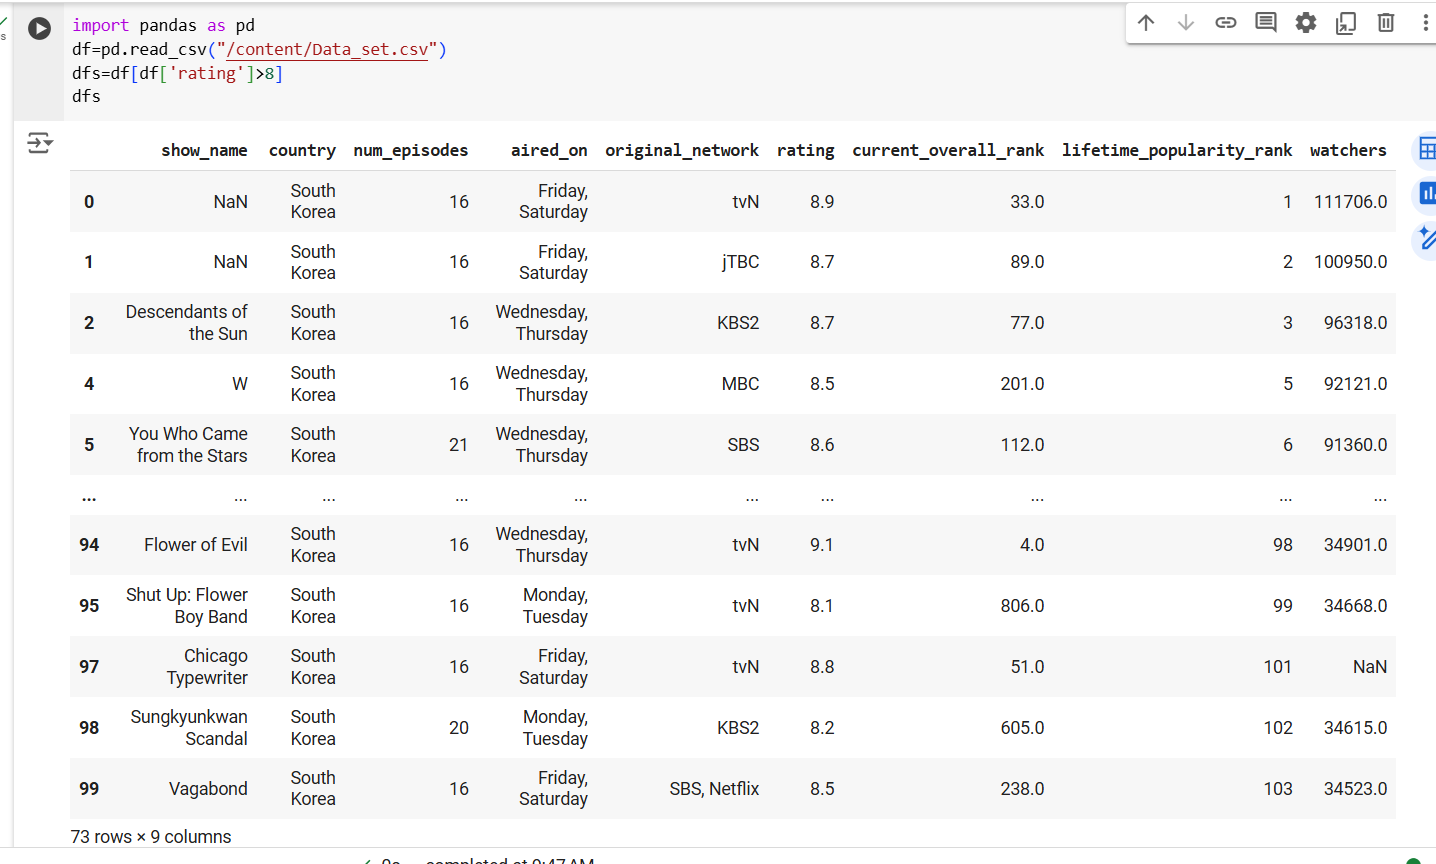 import pandas as pd
df=pd.read_csv("/content/Data_set.csv")
dfs=df[df['rating']>8]
dfs
show_name country num_episodes aired_on original_network rating current_overall_rank lifetime_popularity_rank watchers
0 NaN South Korea 16 Friday, Saturday tvN 8.9 33.0 1 111706.0
1 NaN South Korea 16 Friday, Saturday jTBC 8.7 89.0 2 100950.0
2 Descendants of the Sun South Korea 16 Wednesday, Thursday KBS2 8.7 77.0 3 96318.0
4 W South Korea 16 Wednesday, Thursday MBC 8.5 201.0 5 92121.0
5 You Who Came from the Stars South Korea 21 Wednesday, Thursday SBS 8.6 112.0 6 91360.0
... ... ... ... ... ... ... ... ... ...
94 Flower of Evil South Korea 16 Wednesday, Thursday tvN 9.1 4.0 98 34901.0
95 Shut Up: Flower Boy Band South Korea 16 Monday, Tuesday tvN 8.1 806.0 99 34668.0
97 Chicago Typewriter South Korea 16 Friday, Saturday tvN 8.8 51.0 101 NaN
98 Sungkyunkwan Scandal South Korea 20 Monday, Tuesday KBS2 8.2 605.0 102 34615.0
99 Vagabond South Korea 16 Friday, Saturday SBS, Netflix 8.5 238.0 103 34523.0
73 rows × 9 columns
completed at 9:47 AM